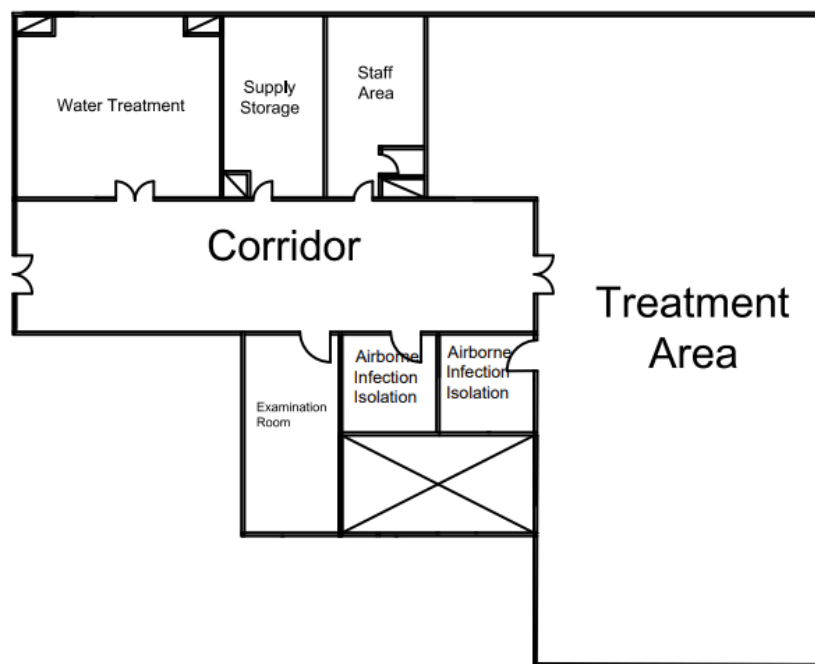 Water Treatment
Supply
Storage
Staff
Area
Corridor
Treatment
Area
Airborne
Infection
Isolation
Airborne
Infection
Isolation
Examination
Room